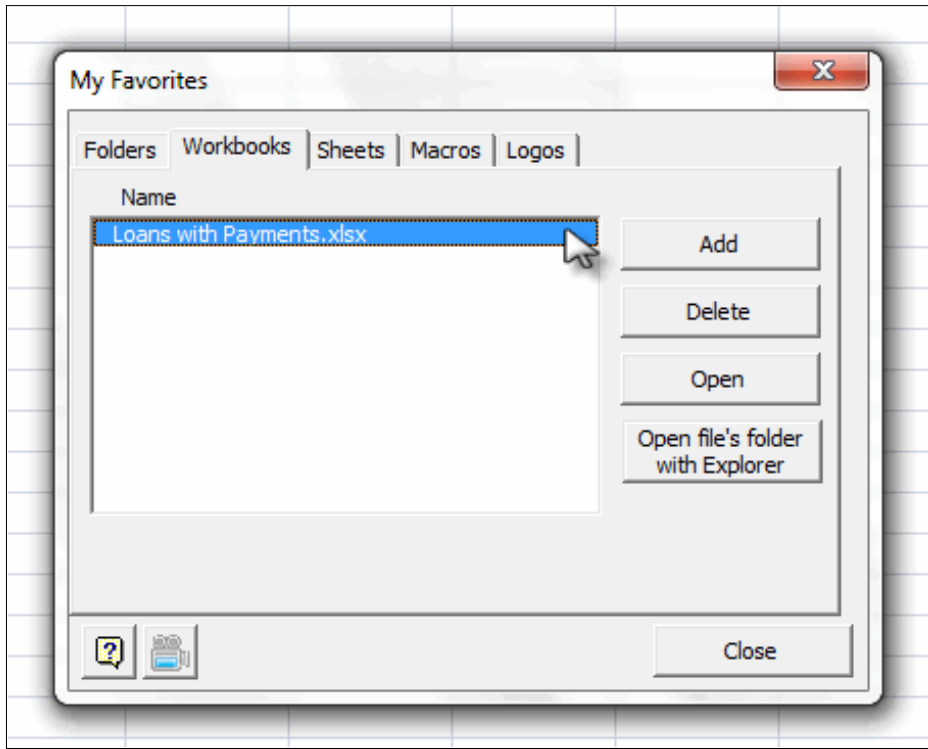 My Favorites
X
Folders Workbooks Sheets Macros Logos
Name
Loans with Payments.xlsx
Add
Delete
Open
Open file's folder
with Explorer
?
Close